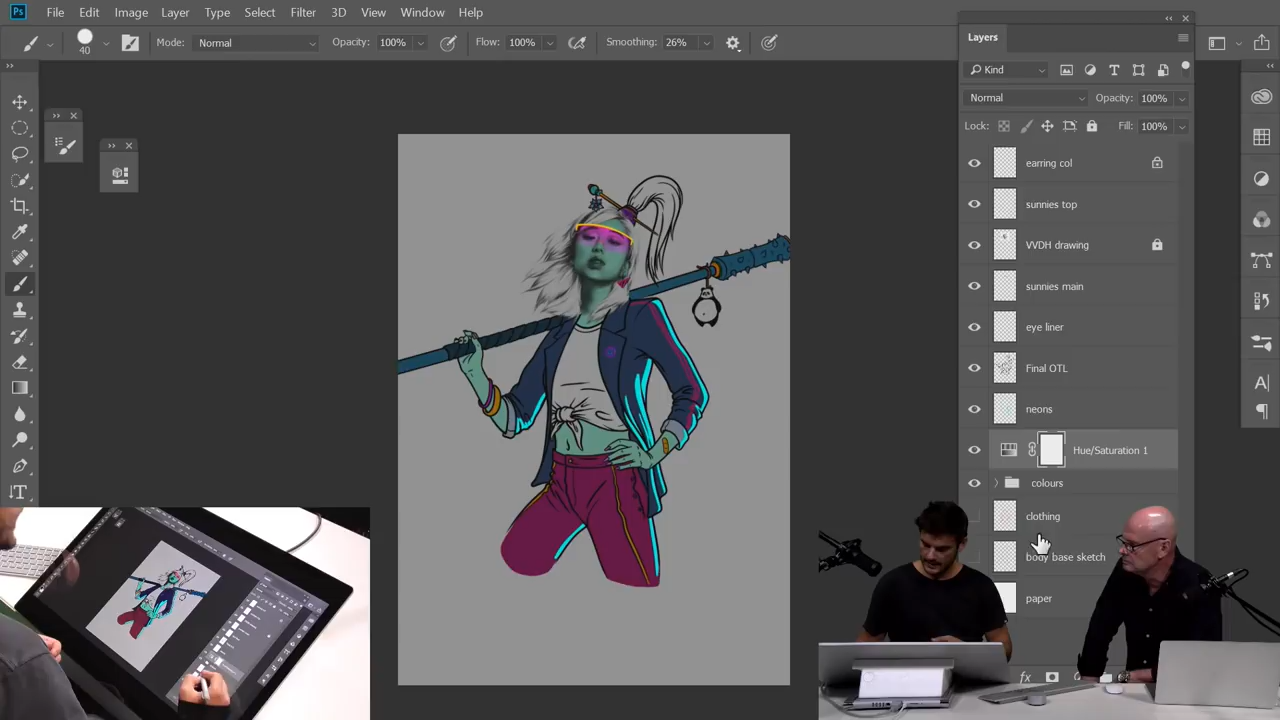 Ps File Edit Image Layer Type Select Filter 3D View Window Help
40 Mode: Normal Opacity: 100% Flow: 100% Smoothing: 26%
Layers
Kind
Normal Opacity: 100%
Lock: Fill: 100%
earring col
sunnies top
VVDH drawing
sunnies main
eye liner
Final OTL
neons
Hue/Saturation 1
colours
clothing
body base sketch
paper
fx